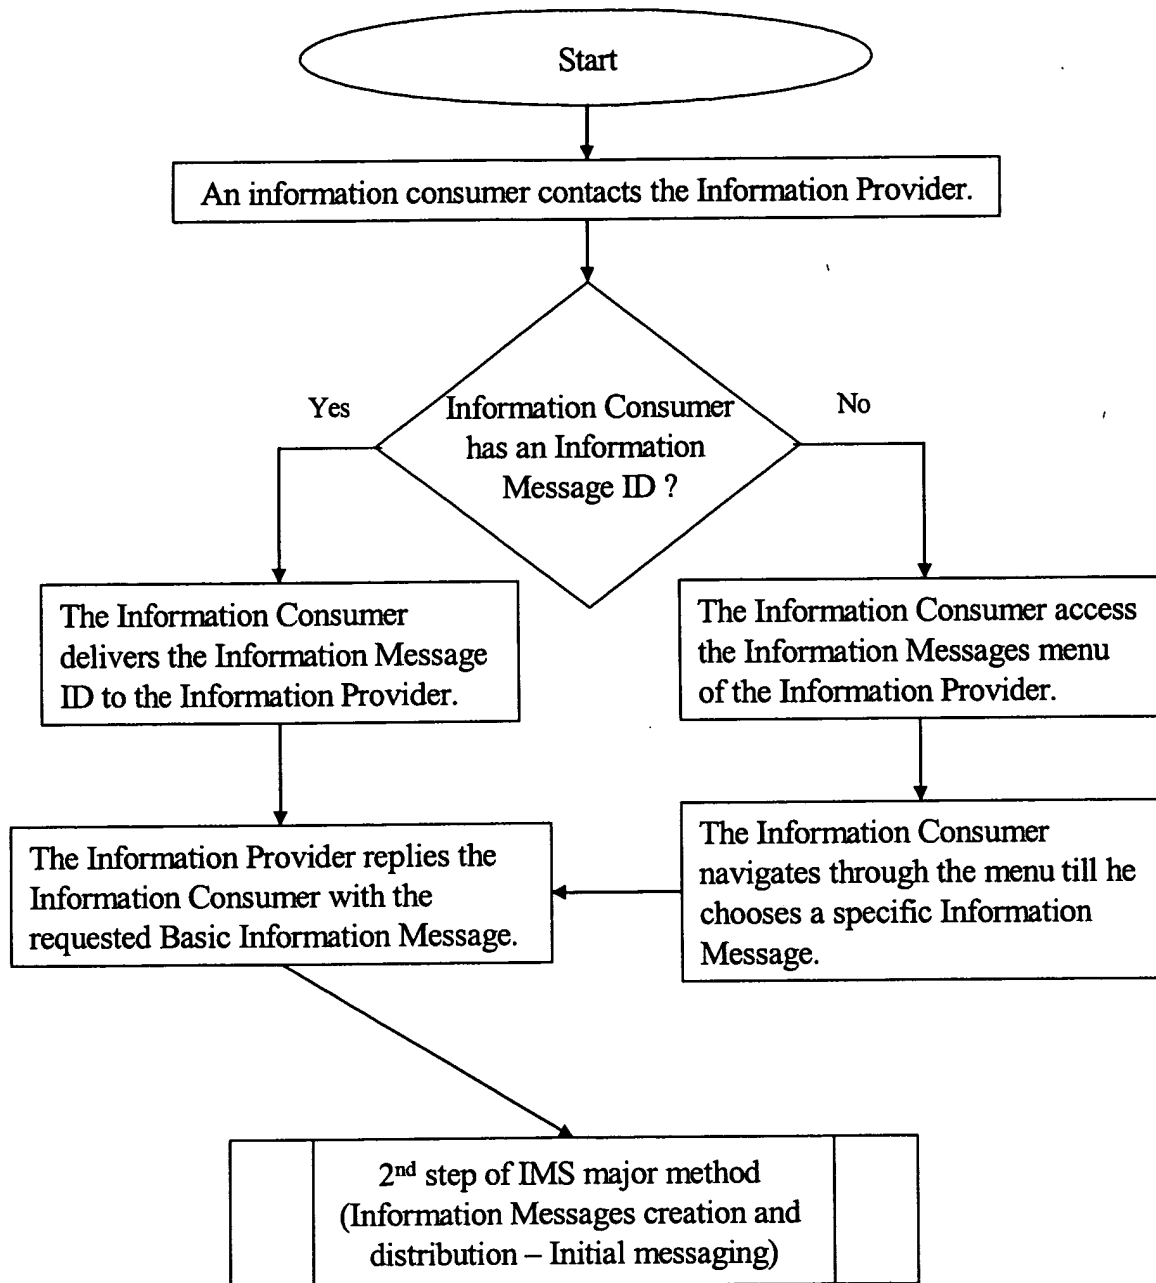 Start
An information consumer contacts the Information Provider.
Yes
Information Consumer
has an Information
Message ID ?
No
The Information Consumer
delivers the Information Message
ID to the Information Provider.
The Information Consumer access
the Information Messages menu
of the Information Provider.
The Information Provider replies the
Information Consumer with the
requested Basic Information Message.
The Information Consumer
navigates through the menu till he
chooses a specific Information
Message.
2nd step of IMS major method
(Information Messages creation and
distribution – Initial messaging)